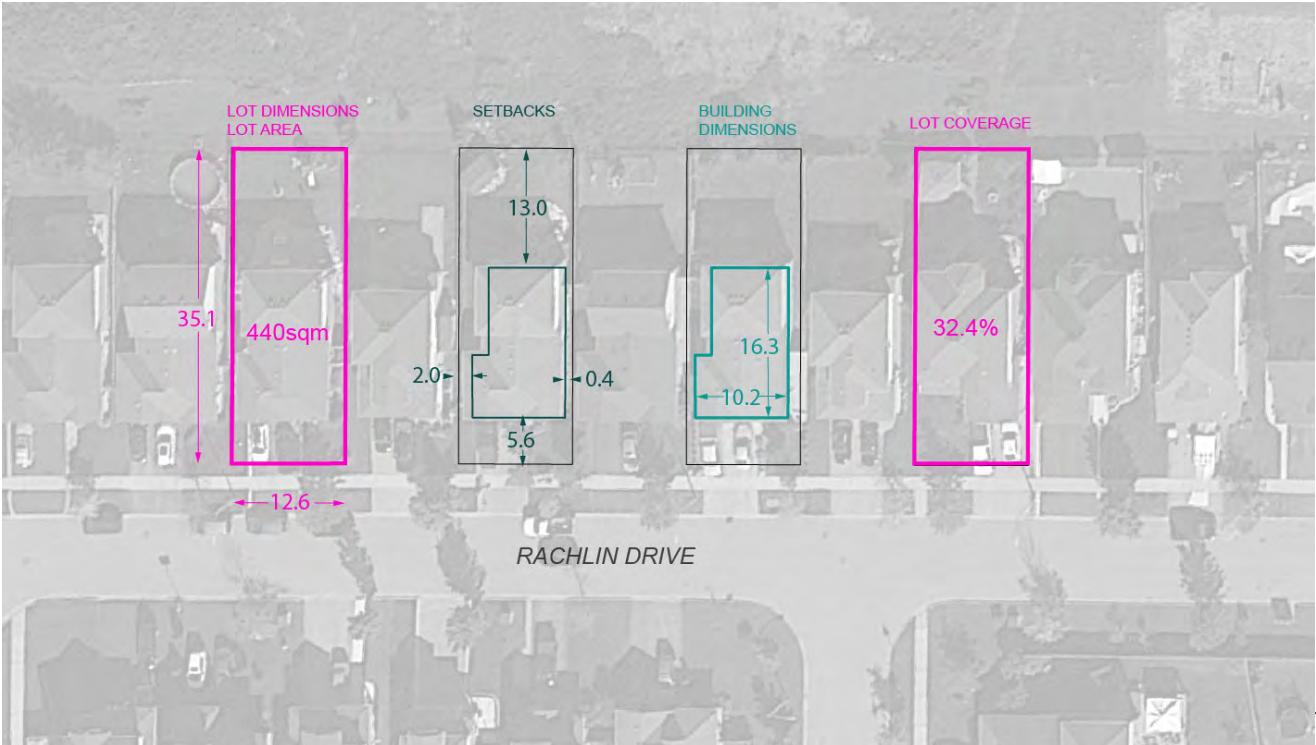 LOT DIMENSIONS
LOT AREA
SETBACKS
BUILDING
DIMENSIONS
LOT COVERAGE
13.0
35.1
440sqm
32.4%
16.3
2.0
0.4
10.2
5.6
12.6
RACHLIN DRIVE